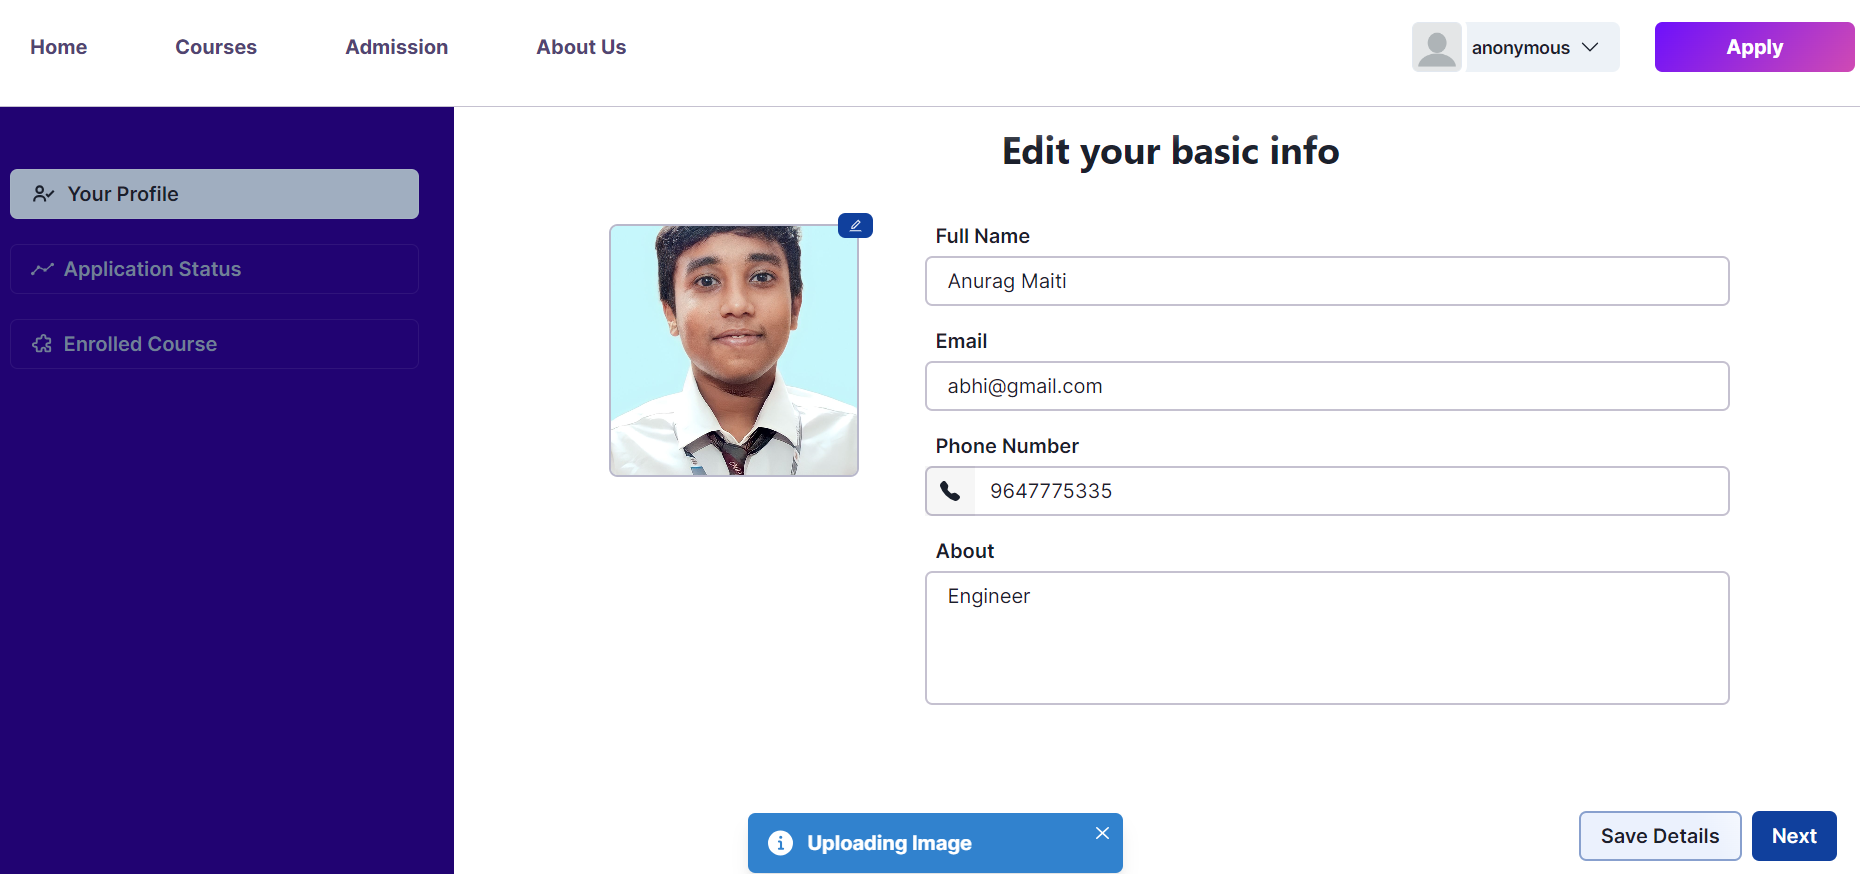 Home Courses Admission About Us anonymous Apply
Your Profile
Application Status
Enrolled Course
Edit your basic info
Full Name
Anurag Maiti
Email
abhi@gmail.com
Phone Number
9647775335
About
Engineer
Uploading Image
Save Details Next